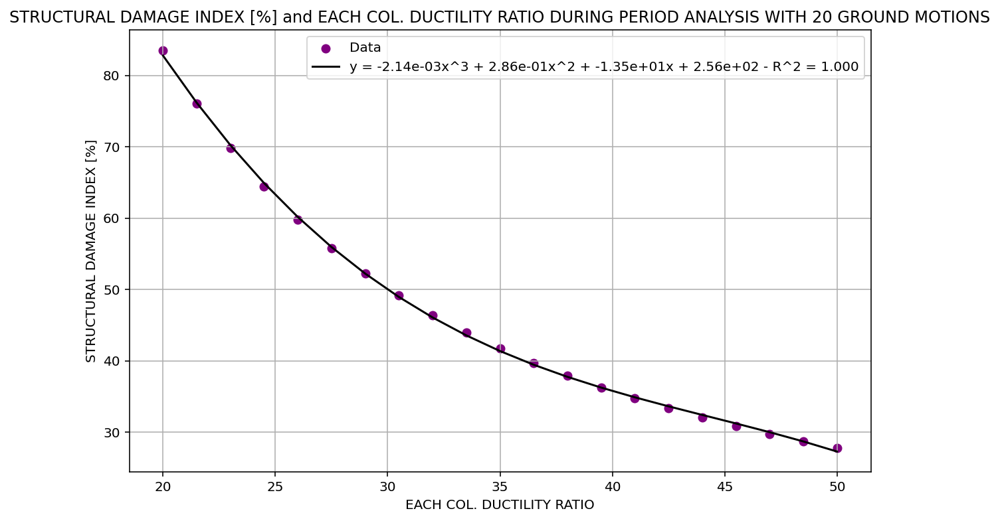 STRUCTURAL DAMAGE INDEX [%] and EACH COL. DUCTILITY RATIO DURING PERIOD ANALYSIS WITH 20 GROUND MOTIONS
Data
y = -2.14e-03x^3 + 2.86e-01x^2 + -1.35e+01x + 2.56e+02 - R^2 = 1.000
STRUCTURAL DAMAGE INDEX [%]
80
70
60
50
40
30
20 25 30 35 40 45 50
EACH COL. DUCTILITY RATIO